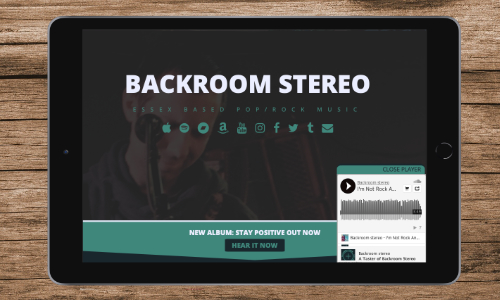 BACKROOM STEREO
ESSEX BASED POP/ROCK MUSIC
CLOSE PLAYER
Backroom stereo
I'm Not Rock A...
NEW ALBUM: STAY POSITIVE OUT NOW
HEAR IT NOW
Backroom stereo - I'm Not Rock An...
Backroom stereo
A Taster of Backroom Stereo